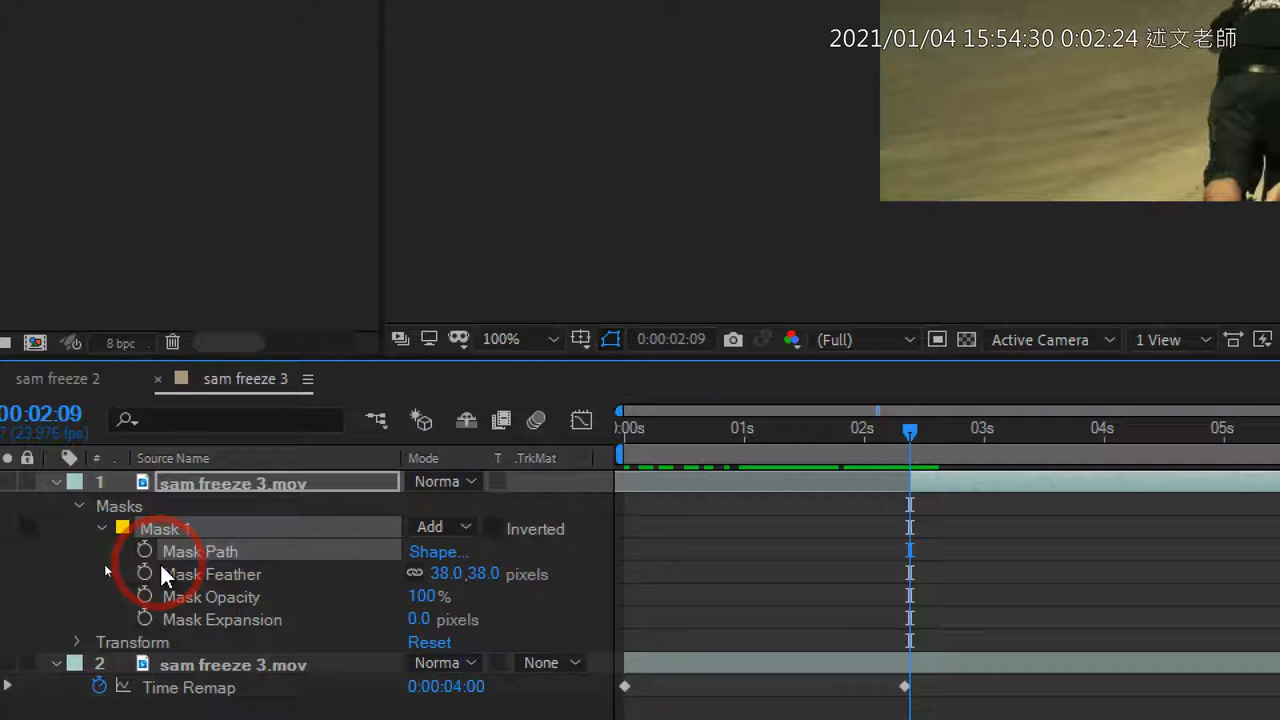 2021/01/04 15:54:30 0:02:24 述文老師
8 bpc
100%
0:00:02:09
(Full)
Active Camera
1 View
sam freeze 2
× sam freeze 3
00:02:09
7 (23.976 fps)
:00s 01s 02s 03s 04s 05s
# . Source Name Mode T .TrkMat
1 sam freeze 3.mov Norma
Masks
Mask 1 Add Inverted
Mask Path Shape...
Mask Feather 38.0,38.0 pixels
Mask Opacity 100%
Mask Expansion 0.0 pixels
Transform Reset
2 sam freeze 3.mov Norma None
Time Remap 0:00:04:00